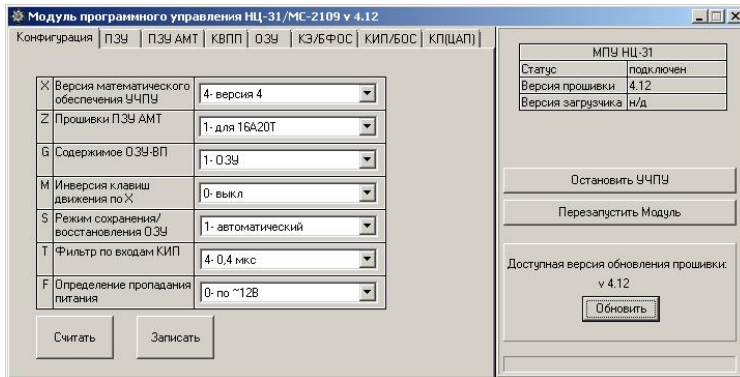 Модуль программного управления НЦ-31/МС-2109 v 4.12
Конфигурация ПЗУ ПЗУ АМТ КВПП ОЗУ КЭ/БФОС КИП/БОС КП(ЦАП)
X Версия математического
обеспечения УЧПУ
4- версия 4
Z Прошивки ПЗУ АМТ
1- для 16А20Т
G Содержимое ОЗУ-ВП
1- ОЗУ
M Инверсия клавиш
движения по X
0- выкл
S Режим сохранения/
восстановления ОЗУ
1- автоматический
T Фильтр по входам КИП
4- 0,4 мкс
F Определение пропадания
питания
0- по ~12В
Считать
Записать
МПУ НЦ-31
Статус подключен
Версия прошивки 4.12
Версия загрузчика н/д
Остановить УЧПУ
Перезапустить Модуль
Доступная версия обновления прошивки:
v 4.12
Обновить